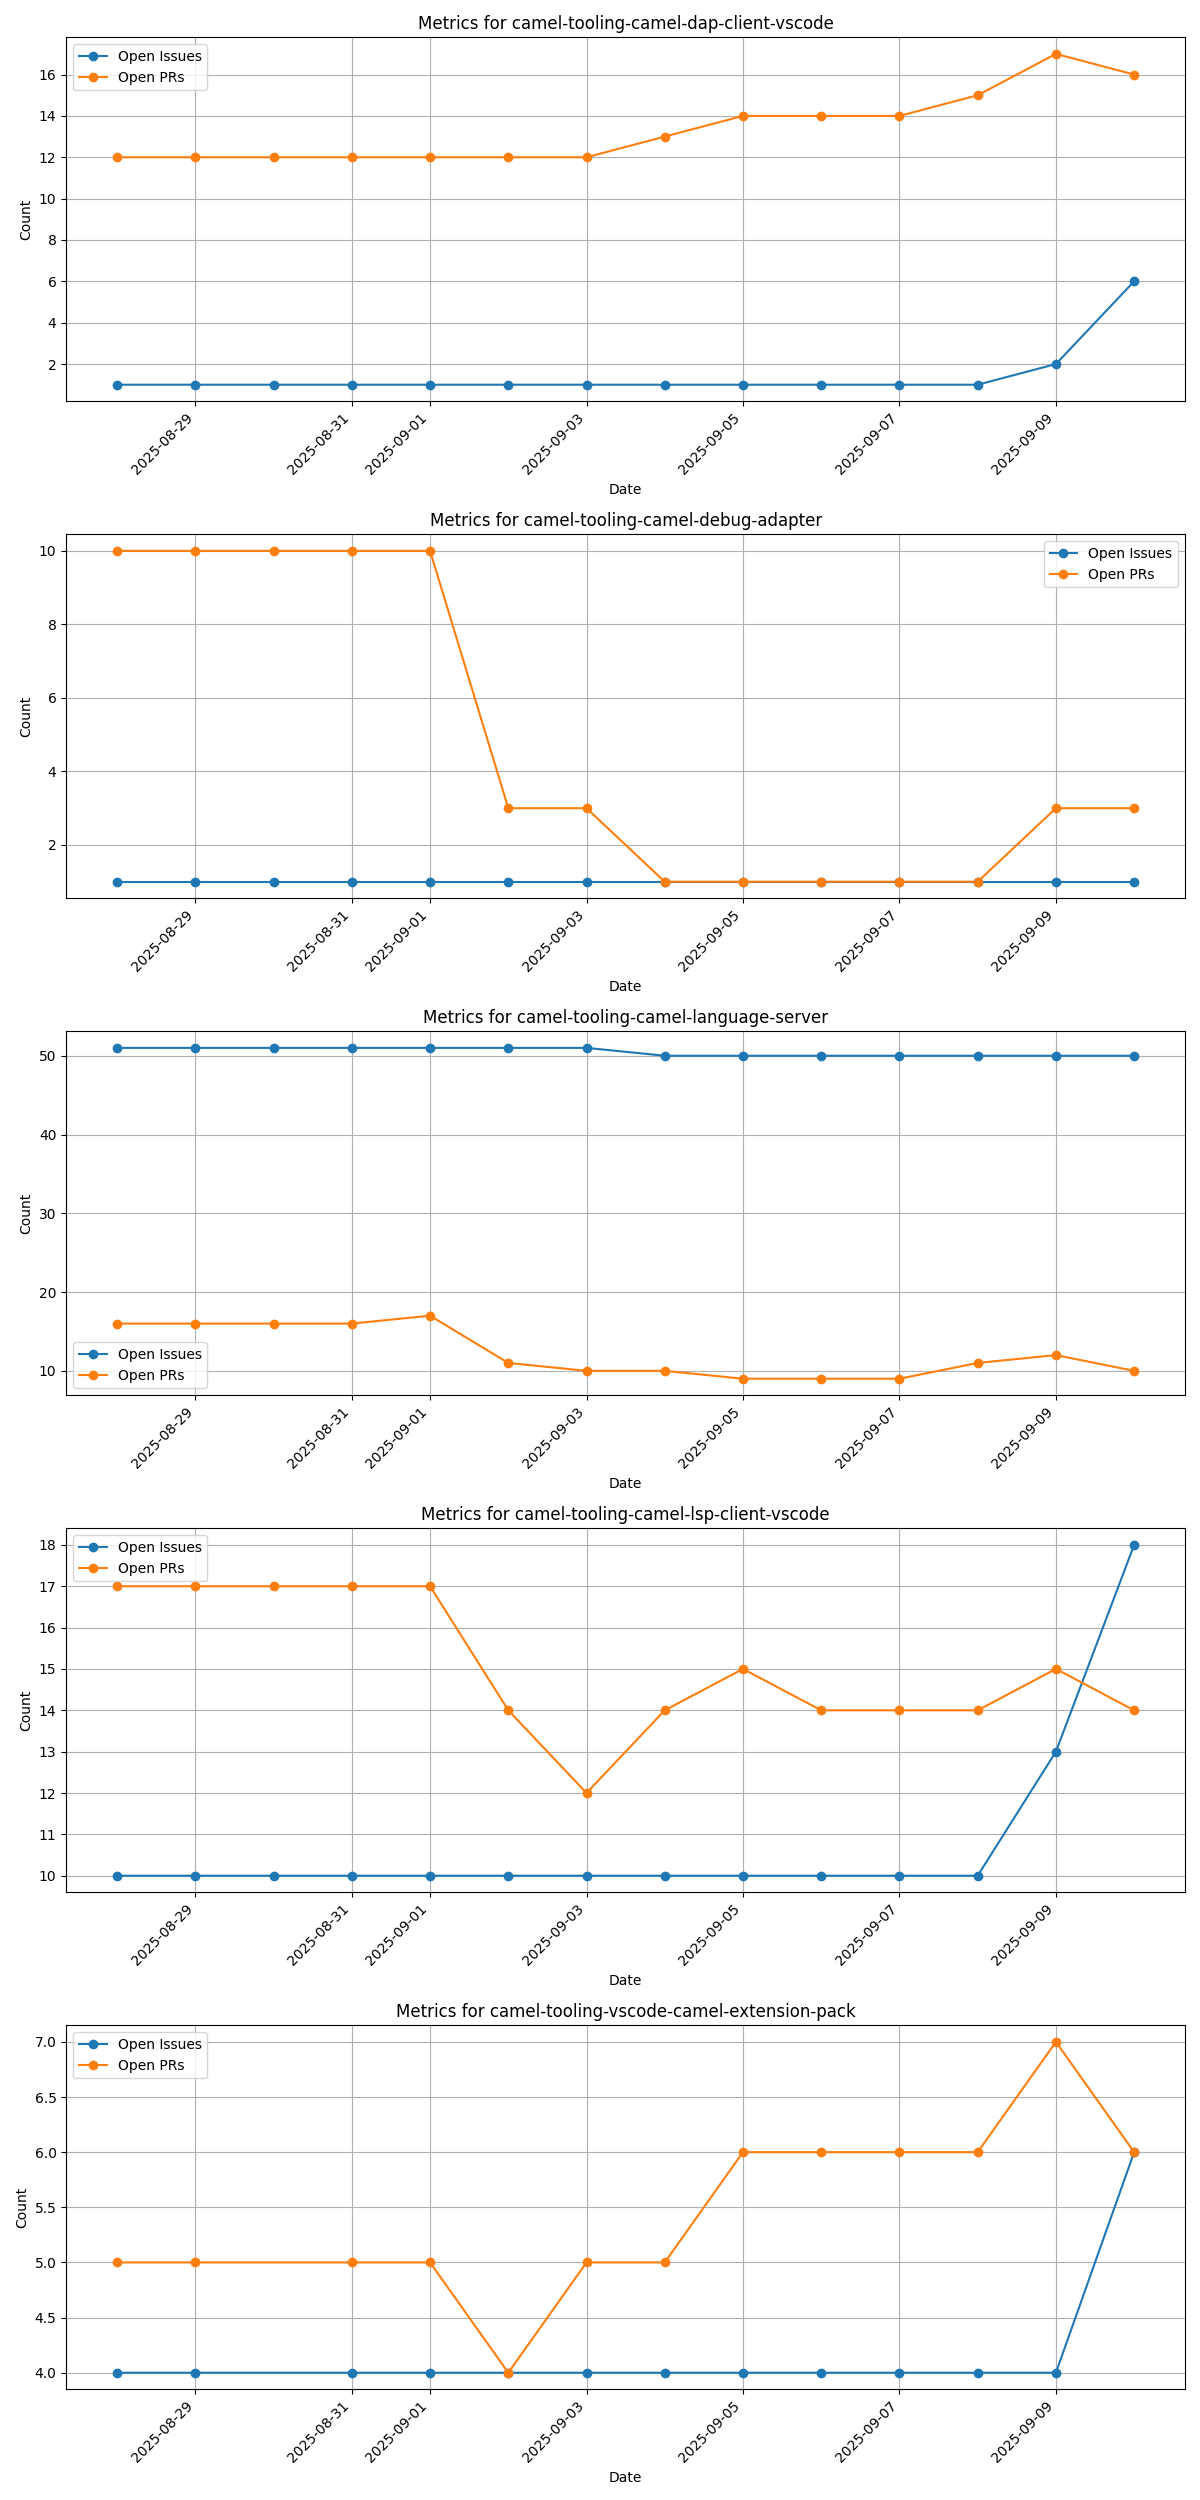 Metrics for camel-tooling-camel-dap-client-vscode
Open Issues
Open PRs
16
14
12
10
8
6
4
2
Count
2025-08-29
2025-08-31
2025-09-01
2025-09-03
2025-09-05
2025-09-07
2025-09-09
Date
Metrics for camel-tooling-camel-debug-adapter
Open Issues
Open PRs
10
8
6
4
2
Count
2025-08-29
2025-08-31
2025-09-01
2025-09-03
2025-09-05
2025-09-07
2025-09-09
Date
Metrics for camel-tooling-camel-language-server
50
40
30
20
10
Count
Open Issues
Open PRs
2025-08-29
2025-08-31
2025-09-01
2025-09-03
2025-09-05
2025-09-07
2025-09-09
Date
Metrics for camel-tooling-camel-lsp-client-vscode
Open Issues
Open PRs
18
17
16
15
14
13
12
11
10
Count
2025-08-29
2025-08-31
2025-09-01
2025-09-03
2025-09-05
2025-09-07
2025-09-09
Date
Metrics for camel-tooling-vscode-camel-extension-pack
Open Issues
Open PRs
7.0
6.5
6.0
5.5
5.0
4.5
4.0
Count
2025-08-29
2025-08-31
2025-09-01
2025-09-03
2025-09-05
2025-09-07
2025-09-09
Date